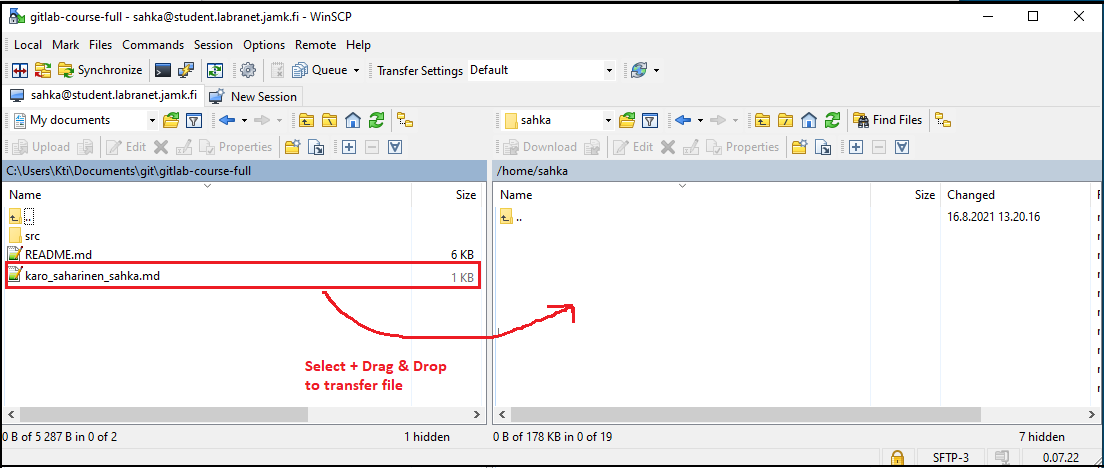 gitlab-course-full - sahka@student.labranet.jamk.fi - WinSCP
Local Mark Files Commands Session Options Remote Help
Synchronize Queue Transfer Settings Default
sahka@student.labranet.jamk.fi New Session
My documents sahka Find Files
Upload Edit Properties Download Edit Properties
C:\Users\Kti\Documents\git\gitlab-course-full /home/sahka
Name Size Name Size Changed
.. .. 16.8.2021 13.20.16
src
README.md 6 KB
karo_saharinen_sahka.md 1 KB
Select + Drag & Drop
to transfer file
0 B of 5 287 B in 0 of 2 1 hidden 0 B of 178 KB in 0 of 19 7 hidden
SFTP-3 0.07.22